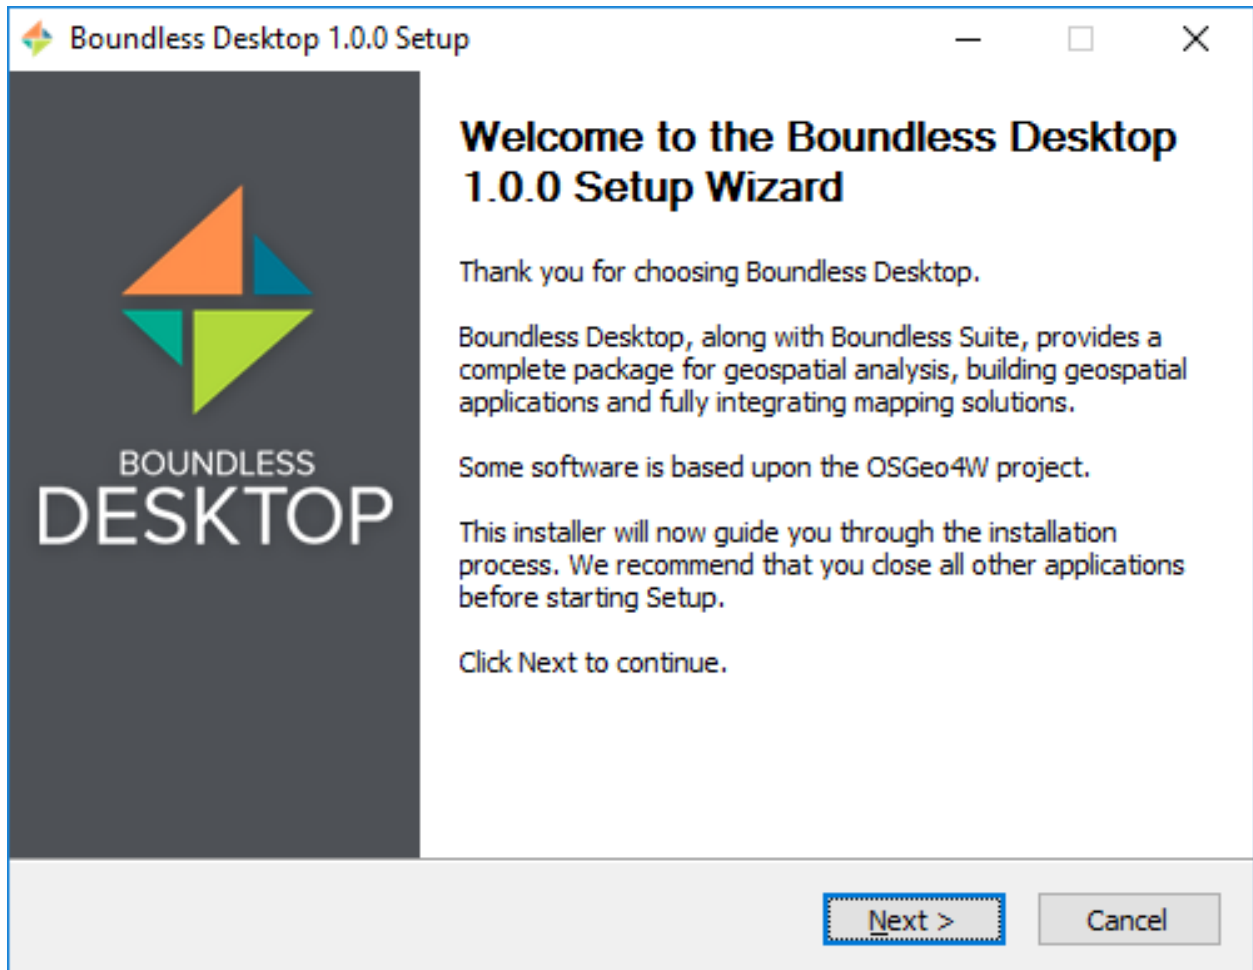 Boundless Desktop 1.0.0 Setup
BOUNDLESS
DESKTOP
Welcome to the Boundless Desktop
1.0.0 Setup Wizard
Thank you for choosing Boundless Desktop.
Boundless Desktop, along with Boundless Suite, provides a
complete package for geospatial analysis, building geospatial
applications and fully integrating mapping solutions.
Some software is based upon the OSGeo4W project.
This installer will now guide you through the installation
process. We recommend that you close all other applications
before starting Setup.
Click Next to continue.
Next >
Cancel